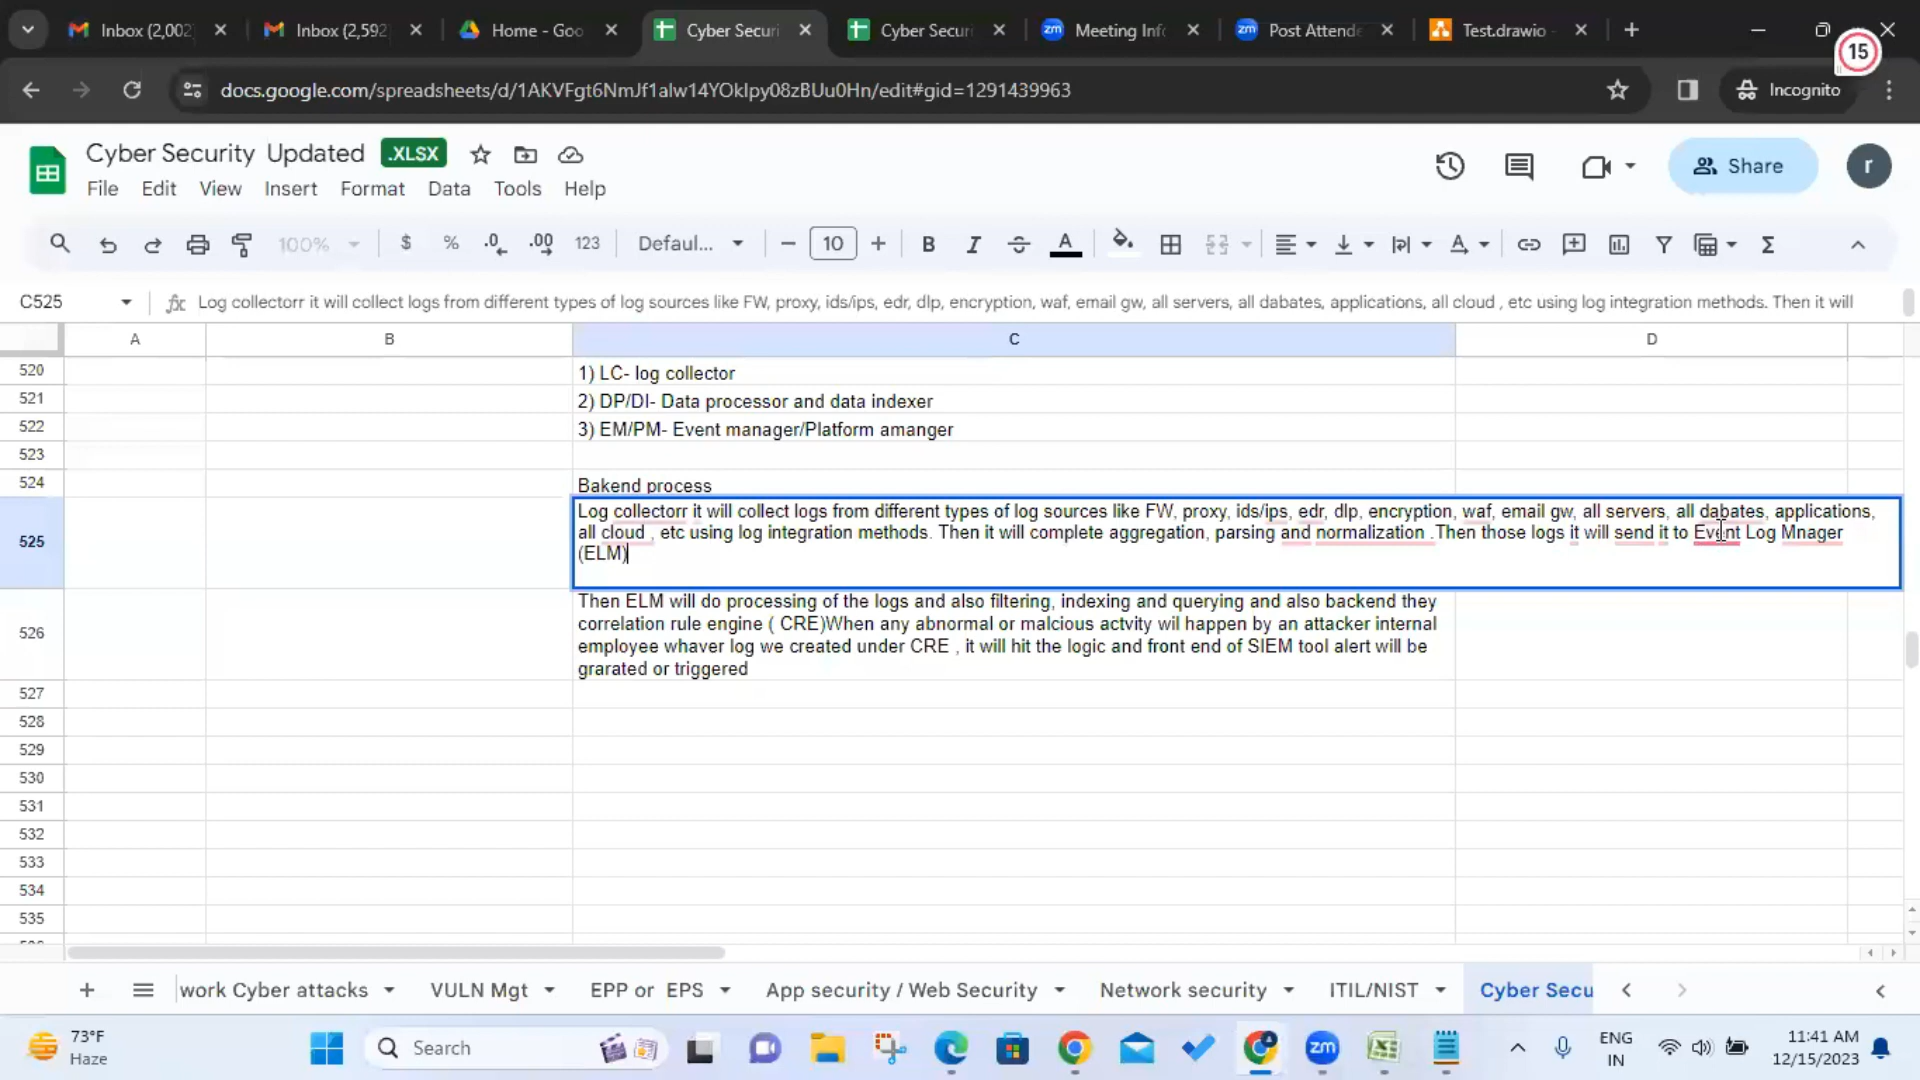 Inbox (2,002
Inbox (2,592
Home - Goo
Cyber Securi
Cyber Secur
Meeting Info
Post Attende
Test.drawio
15
docs.google.com/spreadsheets/d/1AKVFgt6NmJf1alw14YOklpy08zBUu0Hn/edit#gid=1291439963
Incognito
Cyber Security Updated .XLSX
Share
r
File Edit View Insert Format Data Tools Help
100% $ % .0 .00 123 Defaul... 10 B I S A
C525 fx Log collectorr it will collect logs from different types of log sources like FW, proxy, ids/ips, edr, dlp, encryption, waf, email gw, all servers, all dabates, applications, all cloud , etc using log integration methods. Then it will
A B C D
520 1) LC- log collector
521 2) DP/DI- Data processor and data indexer
522 3) EM/PM- Event manager/Platform amanger
523
524 Bakend process
Log collectorr it will collect logs from different types of log sources like FW, proxy, ids/ips, edr, dlp, encryption, waf, email gw, all servers, all dabates, applications,
525 all cloud , etc using log integration methods. Then it will complete aggregation, parsing and normalization .Then those logs it will send it to Event Log Mnager
(ELM)
Then ELM will do processing of the logs and also filtering, indexing and querying and also backend they
526 correlation rule engine ( CRE)When any abnormal or malcious actvity wil happen by an attacker internal
employee whaver log we created under CRE , it will hit the logic and front end of SIEM tool alert will be
grarated or triggered
527
528
529
530
531
532
533
534
535
work Cyber attacks VULN Mgt EPP or EPS App security / Web Security Network security ITIL/NIST Cyber Secu
73°F
Haze
Search
zm
ENG
IN
11:41 AM
12/15/2023